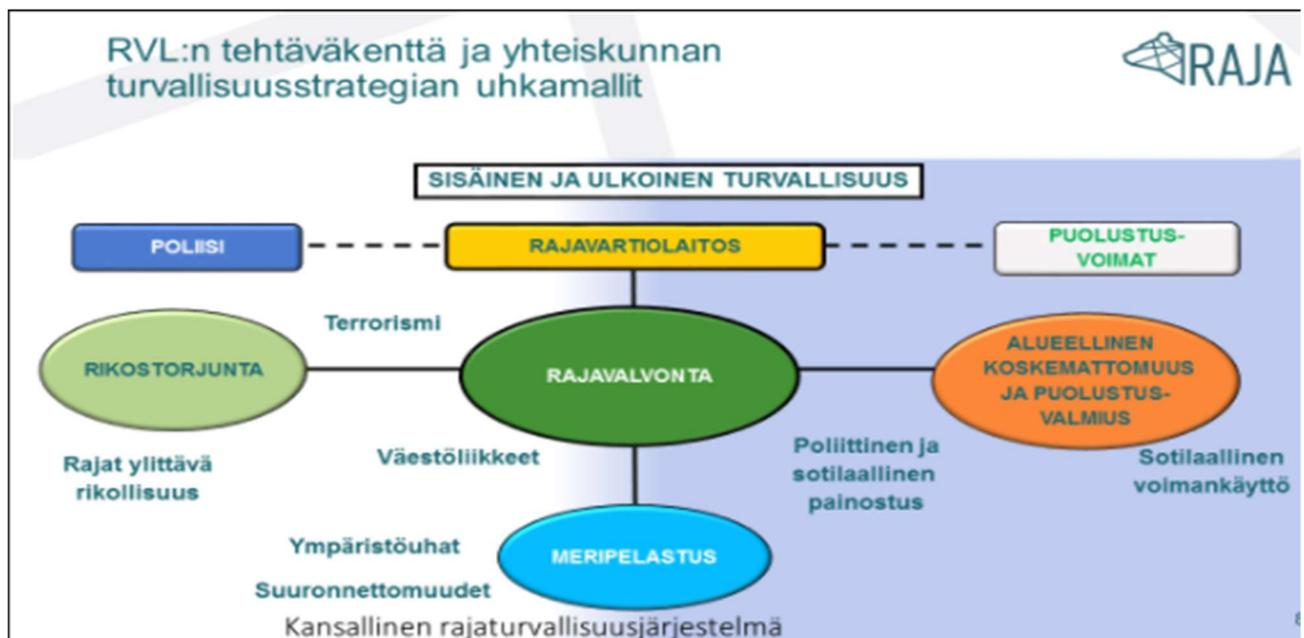 RVL:n tehtäväkenttä ja yhteiskunnan
turvallisuusstrategian uhkamallit
RAJA
SISÄINEN JA ULKOINEN TURVALLISUUS
POLIISI
RAJAVARTIOLAITOS
PUOLUSTUS-
VOIMAT
Terrorismi
RIKOSTORJUNTA
RAJAVALVONTA
ALUEELLINEN
KOSKEMATTOMUUS
JA PUOLUSTUS-
VALMIUS
Rajat ylittävä
rikollisuus
Väestöliikkeet
Poliittinen ja
sotilaallinen
painostus
Sotilaallinen
voimankäyttö
Ympäristöuhat
MERIPELASTUS
Suuronnettomuudet
Kansallinen rajaturvallisuusjärjestelmä